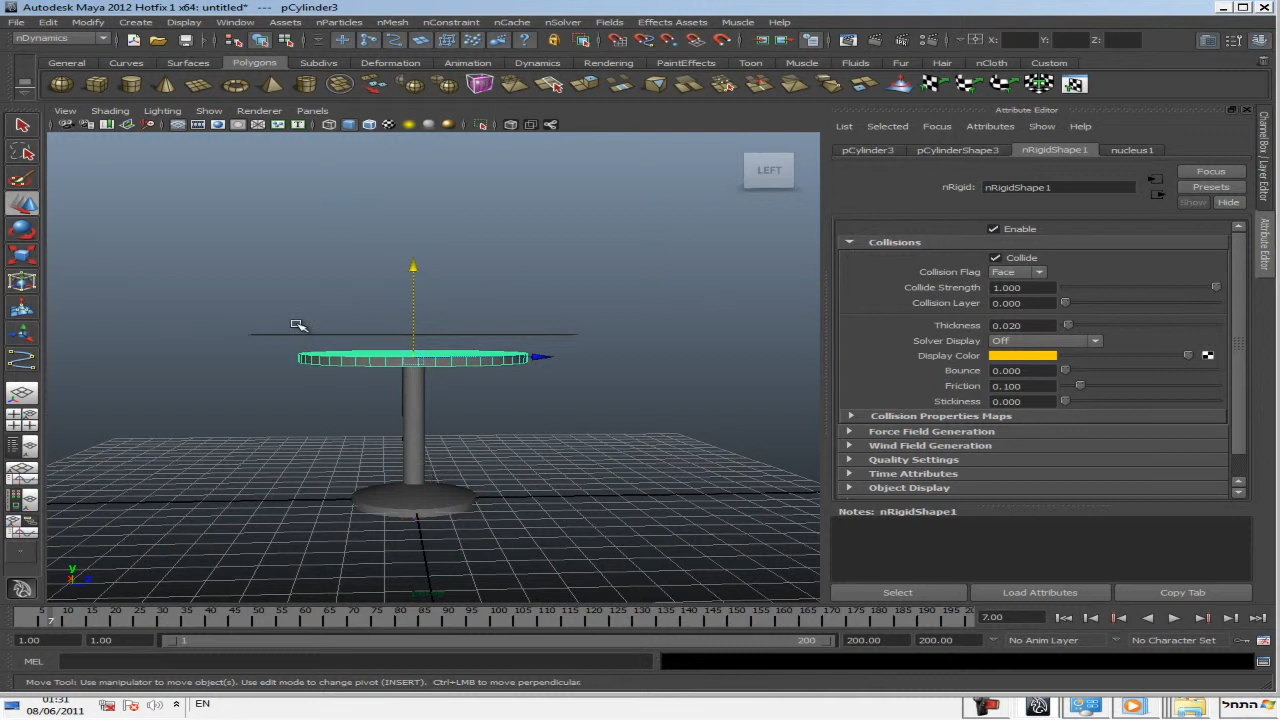 Autodesk Maya 2012 Hotfix 1 x64: untitled* --- pCylinder3
File Edit Modify Create Display Window Assets nParticles nMesh nConstraint nCache nSolver Fields Effects Assets Muscle Help
nDynamics X: Y: Z:
General Curves Surfaces Polygons Subdivs Deformation Animation Dynamics Rendering PaintEffects Toon Muscle Fluids Fur Hair nCloth Custom
View Shading Lighting Show Renderer Panels
LEFT
y
x z
Attribute Editor
List Selected Focus Attributes Show Help
pCylinder3 pCylinderShape3 nRigidShape1 nucleus1
Focus
nRigid: nRigidShape1 Presets
Show Hide
Enable
Collisions
Collide
Collision Flag Face
Collide Strength 1.000
Collision Layer 0.000
Thickness 0.020
Solver Display Off
Display Color
Bounce 0.000
Friction 0.100
Stickiness 0.000
Collision Properties Maps
Force Field Generation
Wind Field Generation
Quality Settings
Time Attributes
Object Display
Notes: nRigidShape1
Select Load Attributes Copy Tab
Channel Box / Layer Editor
Attribute Editor
5 10 15 20 25 30 35 40 45 50 55 60 65 70 75 80 85 90 95 100 105 110 115 120 125 130 135 140 145 150 155 160 165 170 175 180 185 190 195 200
7 7.00
1.00 1.00 1 200 200.00 200.00 No Anim Layer No Character Set
MEL
Move Tool: Use manipulator to move object(s). Use edit mode to change pivot (INSERT). Ctrl+LMB to move perpendicular.
01:31
08/06/2011
EN
התחל